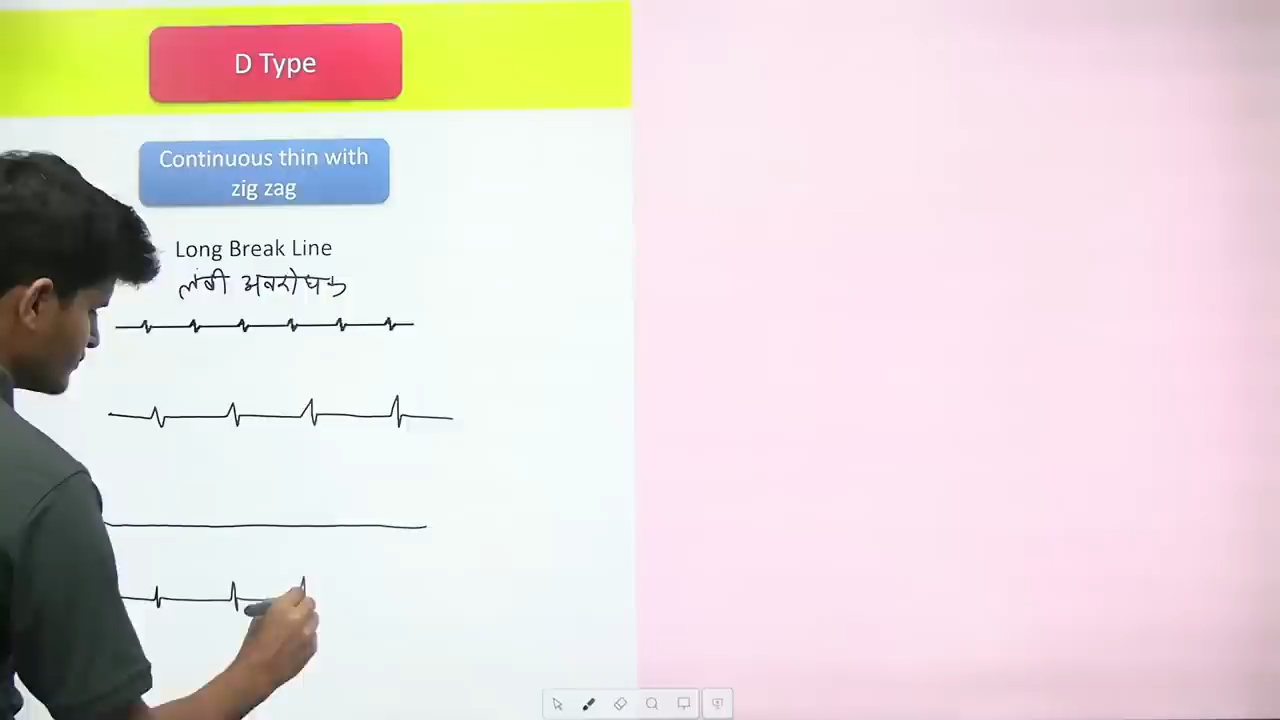 D Type
Continuous thin with
zig zag
Long Break Line
लंबी अवरोधक